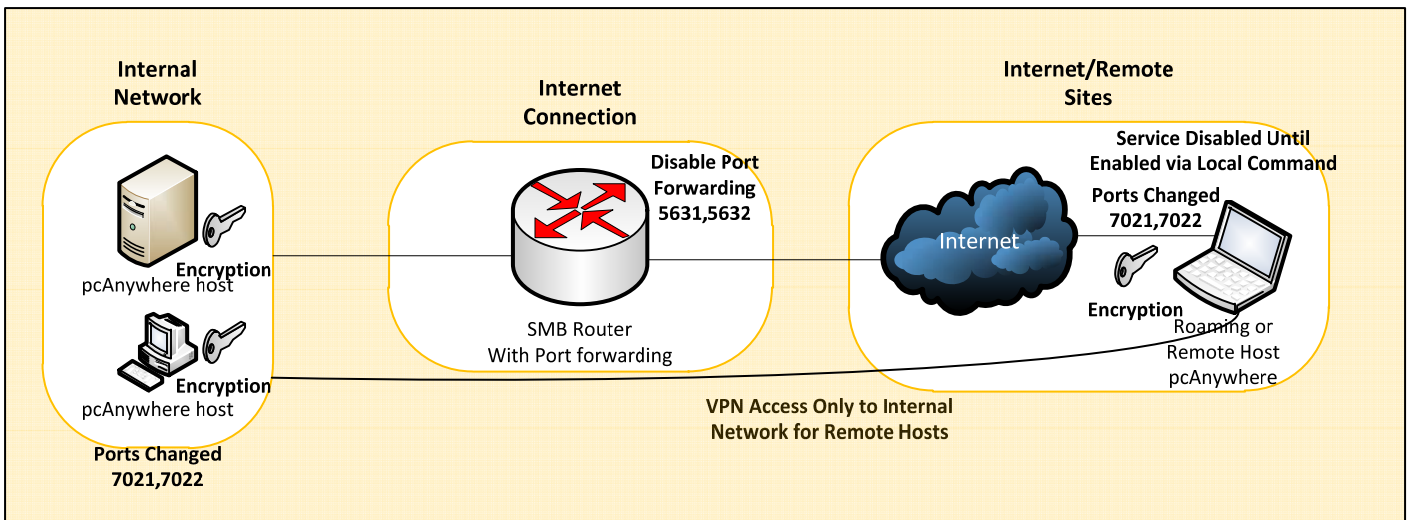 Internal
Network
Encryption
pcAnywhere host
Encryption
pcAnywhere host
Ports Changed
7021,7022
Internet
Connection
Disable Port
Forwarding
5631,5632
SMB Router
With Port forwarding
Internet/Remote
Sites
Service Disabled Until
Enabled via Local Command
Ports Changed
7021,7022
Internet
Encryption
Roaming or
Remote Host
pcAnywhere
VPN Access Only to Internal
Network for Remote Hosts